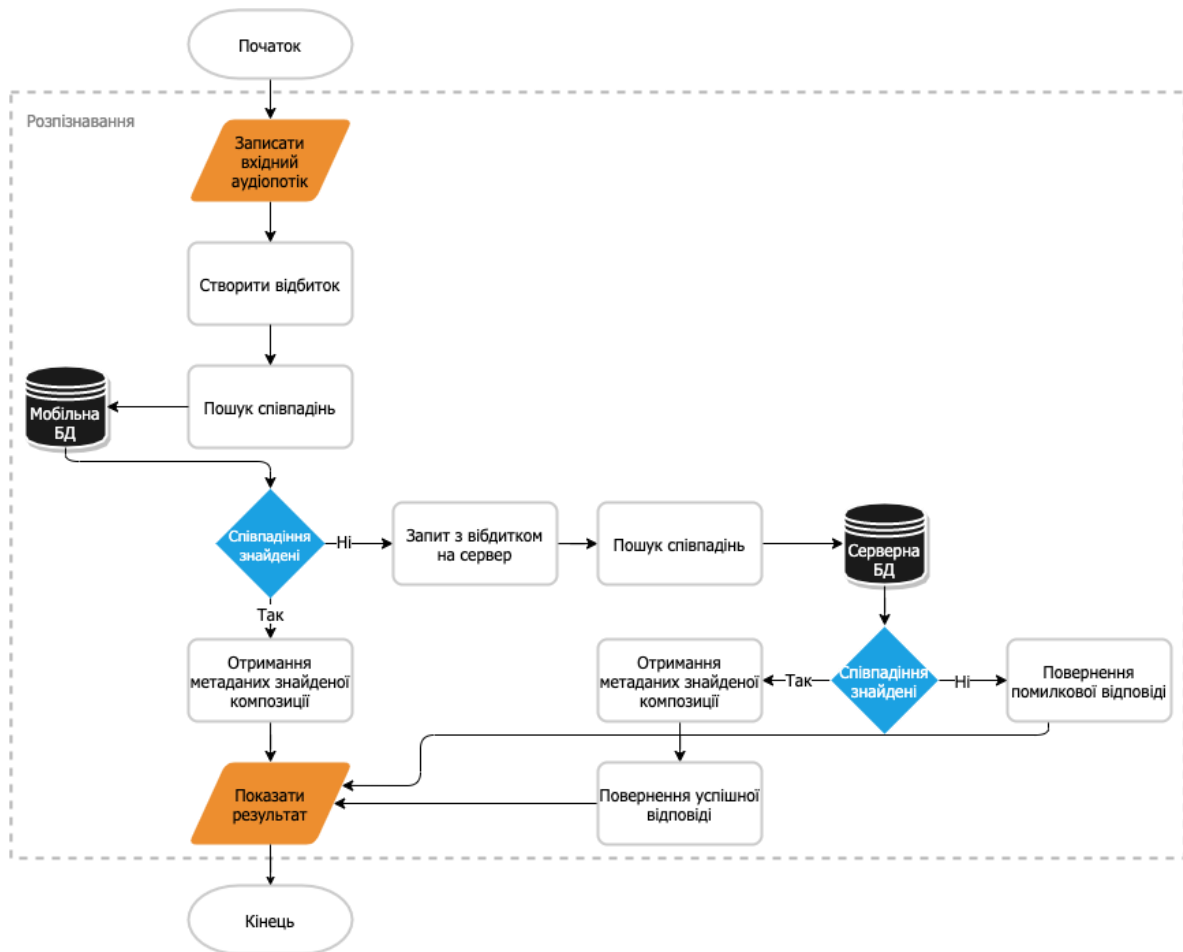 Початок
Розпізнавання
Записати
вхідний
аудіопотік
Створити відбиток
Пошук співпадінь
Мобільна
БД
Співпадіння
знайдені
Ні
Запит з вібдитком
на сервер
Пошук співпадінь
Серверна
БД
Так
Отримання
метаданих знайденої
композиції
Отримання
метаданих знайденої
композиції
Так
Співпадіння
знайдені
Ні
Повернення
помилкової відповіді
Показати
результат
Повернення успішної
відповіді
Кінець